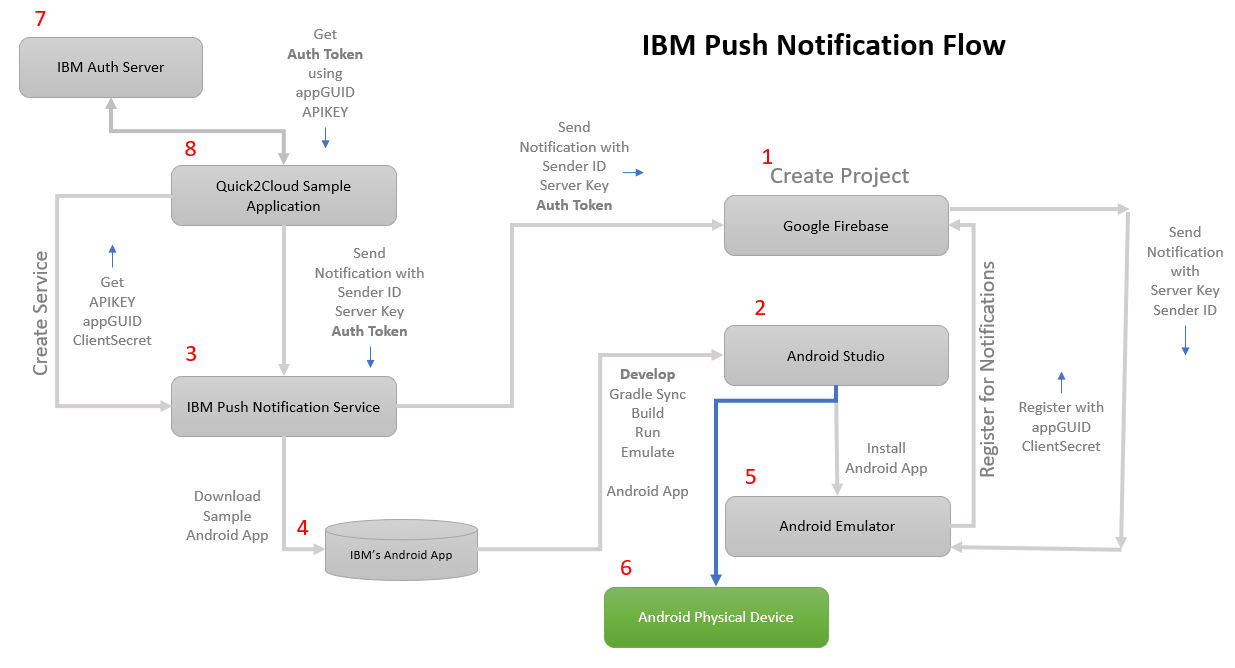 IBM Push Notification Flow
7
IBM Auth Server
Get
Auth Token
using
appGUID
APIKEY
8
Quick2Cloud Sample
Application
Create Service
Get
APIKEY
appGUID
ClientSecret
Send
Notification with
Sender ID
Server Key
Auth Token
3
IBM Push Notification Service
Send
Notification with
Sender ID
Server Key
Auth Token
1
Create Project
Google Firebase
Send
Notification
with
Server Key
Sender ID
2
Android Studio
Develop
Gradle Sync
Build
Run
Emulate
Android App
Register for Notifications
Register with
appGUID
ClientSecret
Install
Android App
5
Android Emulator
Download
Sample
Android App
4
IBM's Android App
6
Android Physical Device